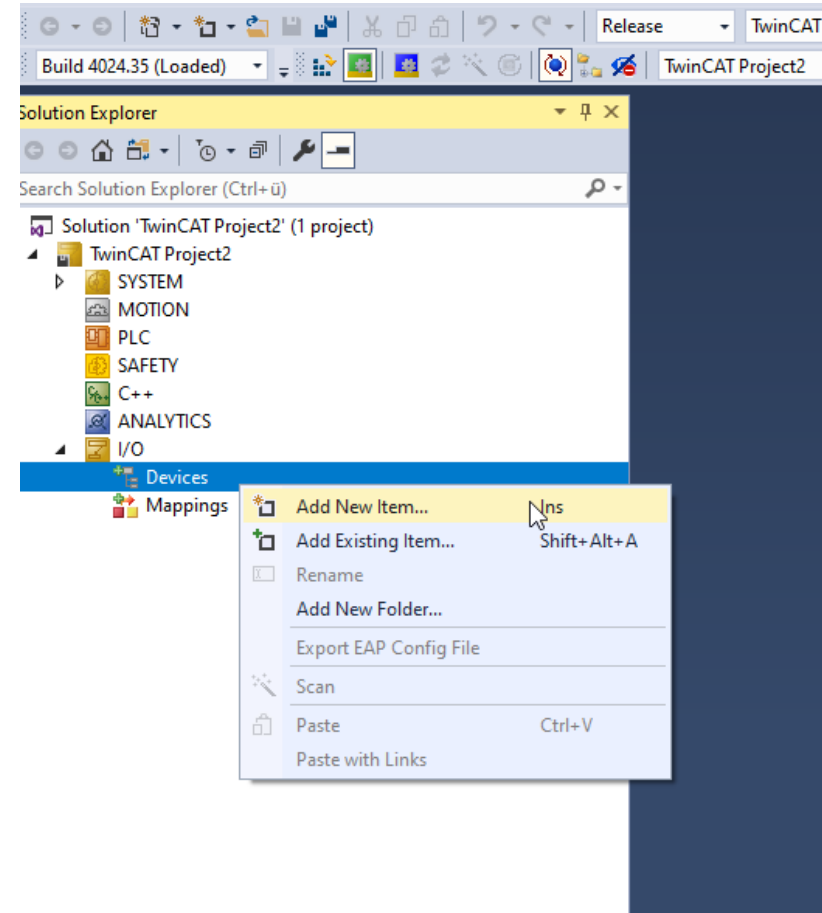 Release TwinCAT
Build 4024.35 (Loaded) TwinCAT Project2
Solution Explorer
Search Solution Explorer (Ctrl+ü)
Solution 'TwinCAT Project2' (1 project)
TwinCAT Project2
SYSTEM
MOTION
PLC
SAFETY
C++
ANALYTICS
I/O
Devices
Mappings
Add New Item... Ins
Add Existing Item... Shift+Alt+A
Rename
Add New Folder...
Export EAP Config File
Scan
Paste Ctrl+V
Paste with Links